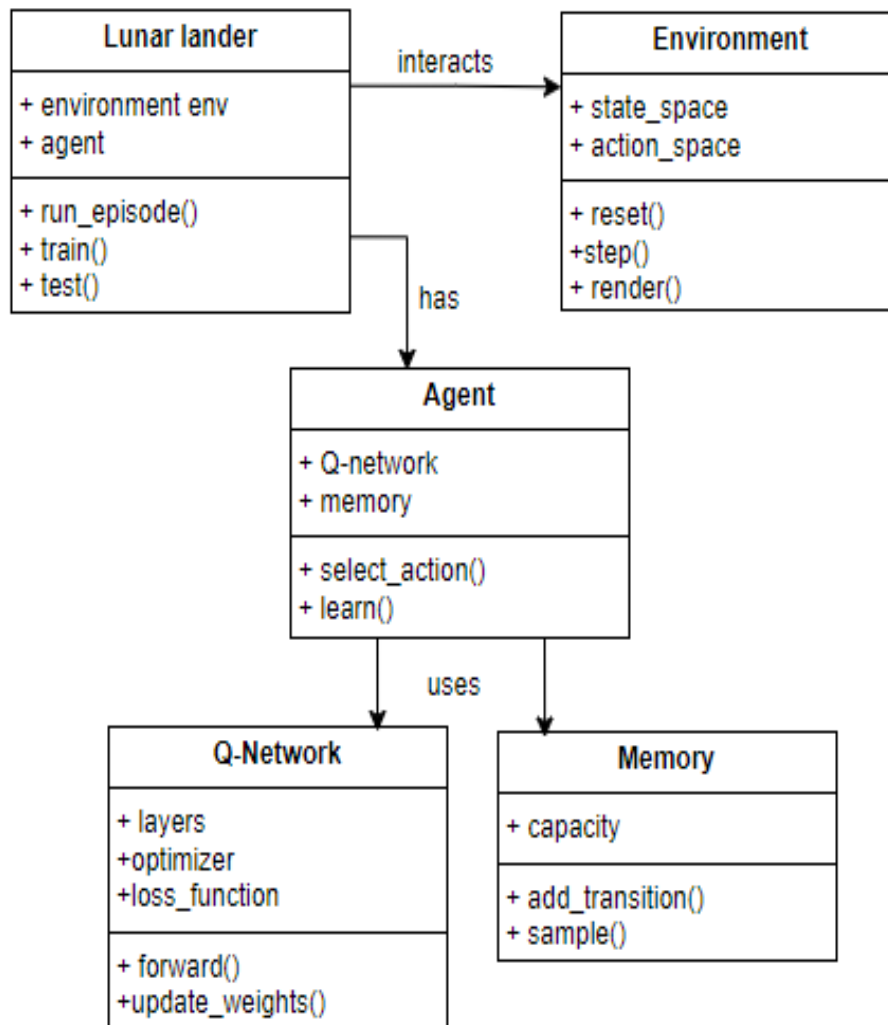 Lunar lander
+ environment env
+ agent
+ run_episode()
+ train()
+ test()
interacts
Environment
+ state_space
+ action_space
+ reset()
+step()
+ render()
has
Agent
+ Q-network
+ memory
+ select_action()
+ learn()
uses
Q-Network
+ layers
+optimizer
+loss_function
+ forward()
+update_weights()
Memory
+ capacity
+ add_transition()
+ sample()